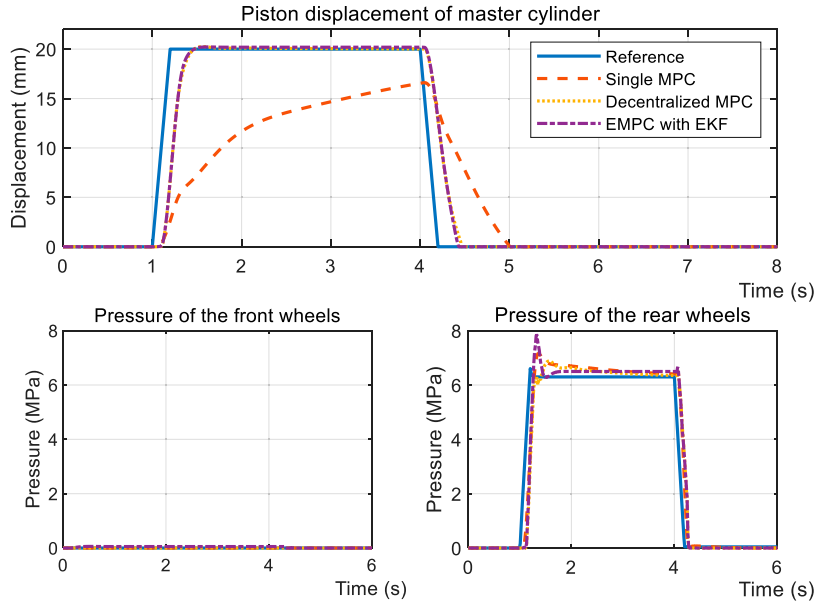 Piston displacement of master cylinder
Displacement (mm)
20
15
10
5
0
0 1 2 3 4 5 6 7 8
Time (s)
Reference
Single MPC
Decentralized MPC
EMPC with EKF
Pressure of the front wheels
Pressure (MPa)
8
6
4
2
0
0 2 4 6
Time (s)
Pressure of the rear wheels
Pressure (MPa)
8
6
4
2
0
0 2 4 6
Time (s)